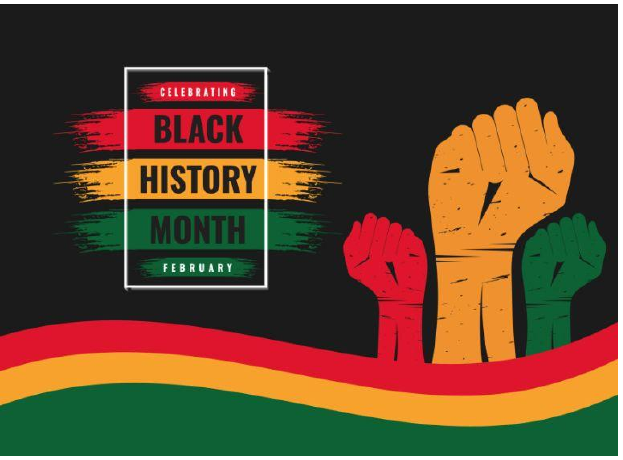 CELEBRATING
BLACK
HISTORY
MONTH
FEBRUARY